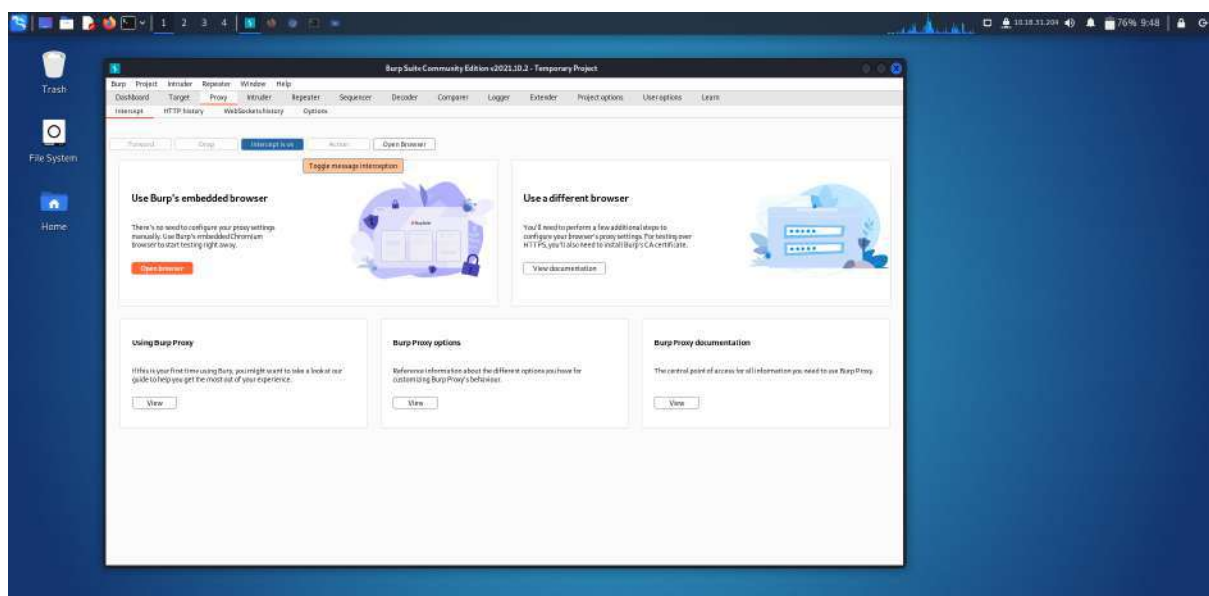 1 2 3 4
10.18.31.204
76% 9:48
Trash
File System
Home
Burp Suite Community Edition v2021.10.2 - Temporary Project
Burp Project Intruder Repeater Window Help
Dashboard Target Proxy Intruder Repeater Sequencer Decoder Comparer Logger Extender Project options User options Learn
Intercept HTTP history WebSockets history Options
Forward Drop Intercept is on Action Open Browser
Toggle message interception
Use Burp's embedded browser
There's no need to configure your proxy settings
manually. Use Burp's embedded Chromium
browser to start testing right away.
Open browser
Use a different browser
You'll need to perform a few additional steps to
configure your browser's proxy settings. For testing over
HTTPS, you'll also need to install Burp's CA certificate.
View documentation
Using Burp Proxy
If this is your first time using Burp, you might want to take a look at our
guide to help you get the most out of your experience.
View
Burp Proxy options
Reference information about the different options you have for
customizing Burp Proxy's behaviour.
View
Burp Proxy documentation
The central point of access for all information you need to use Burp Proxy.
View